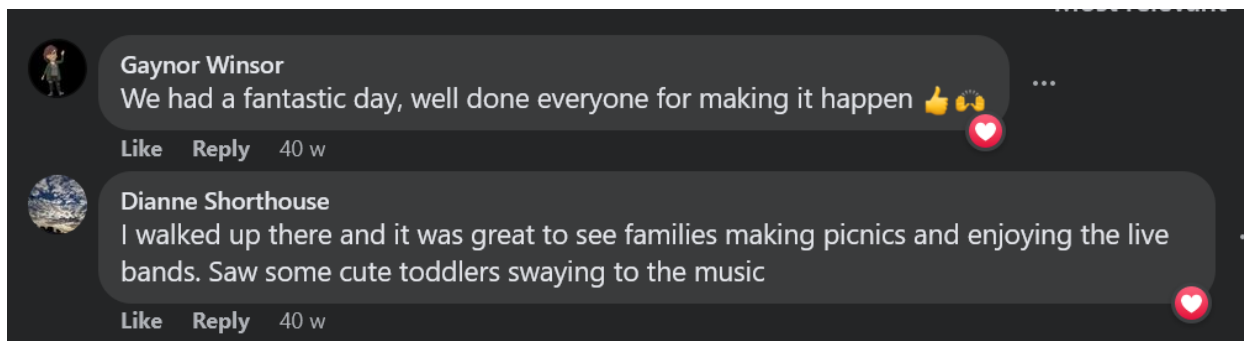 Gaynor Winsor
We had a fantastic day, well done everyone for making it happen 👍🙌
Like Reply 40 w
Dianne Shorthouse
I walked up there and it was great to see families making picnics and enjoying the live
bands. Saw some cute toddlers swaying to the music
Like Reply 40 w